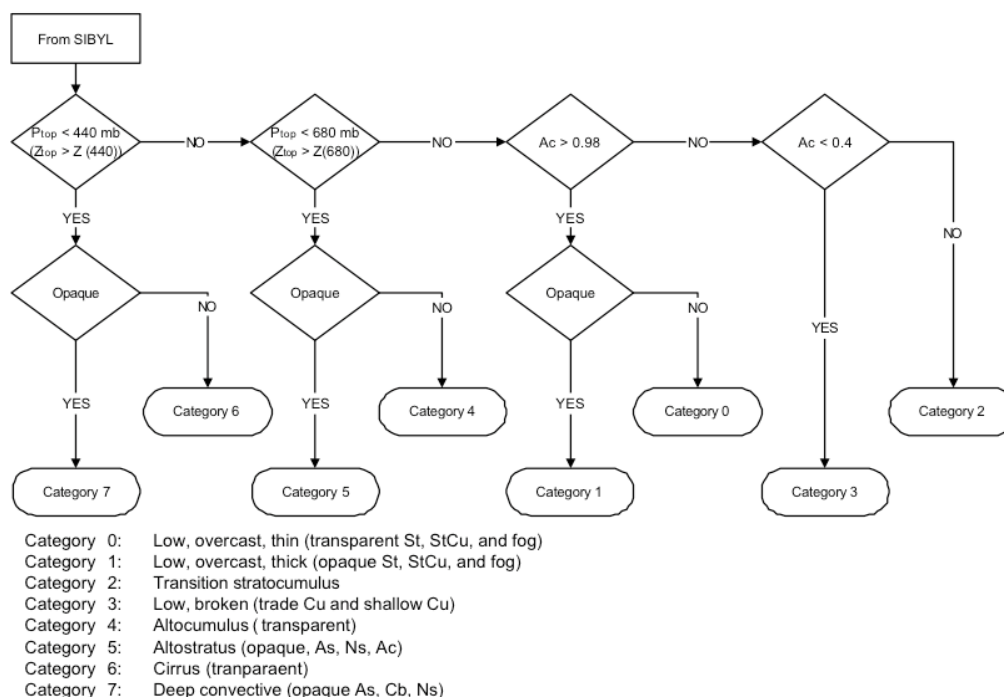 From SIBYL
Ptop < 440 mb
(Ztop > Z (440))
NO
Ptop < 680 mb
(Ztop > Z(680))
NO
Ac > 0.98
NO
Ac < 0.4
YES
YES
YES
NO
Opaque
NO
Opaque
NO
Opaque
NO
YES
YES
YES
YES
Category 6
Category 4
Category 0
Category 2
Category 7
Category 5
Category 1
Category 3
Category 0: Low, overcast, thin (transparent St, StCu, and fog)
Category 1: Low, overcast, thick (opaque St, StCu, and fog)
Category 2: Transition stratocumulus
Category 3: Low, broken (trade Cu and shallow Cu)
Category 4: Altocumulus ( transparent)
Category 5: Altostratus (opaque, As, Ns, Ac)
Category 6: Cirrus (tranparaent)
Category 7: Deep convective (opaque As, Cb, Ns)